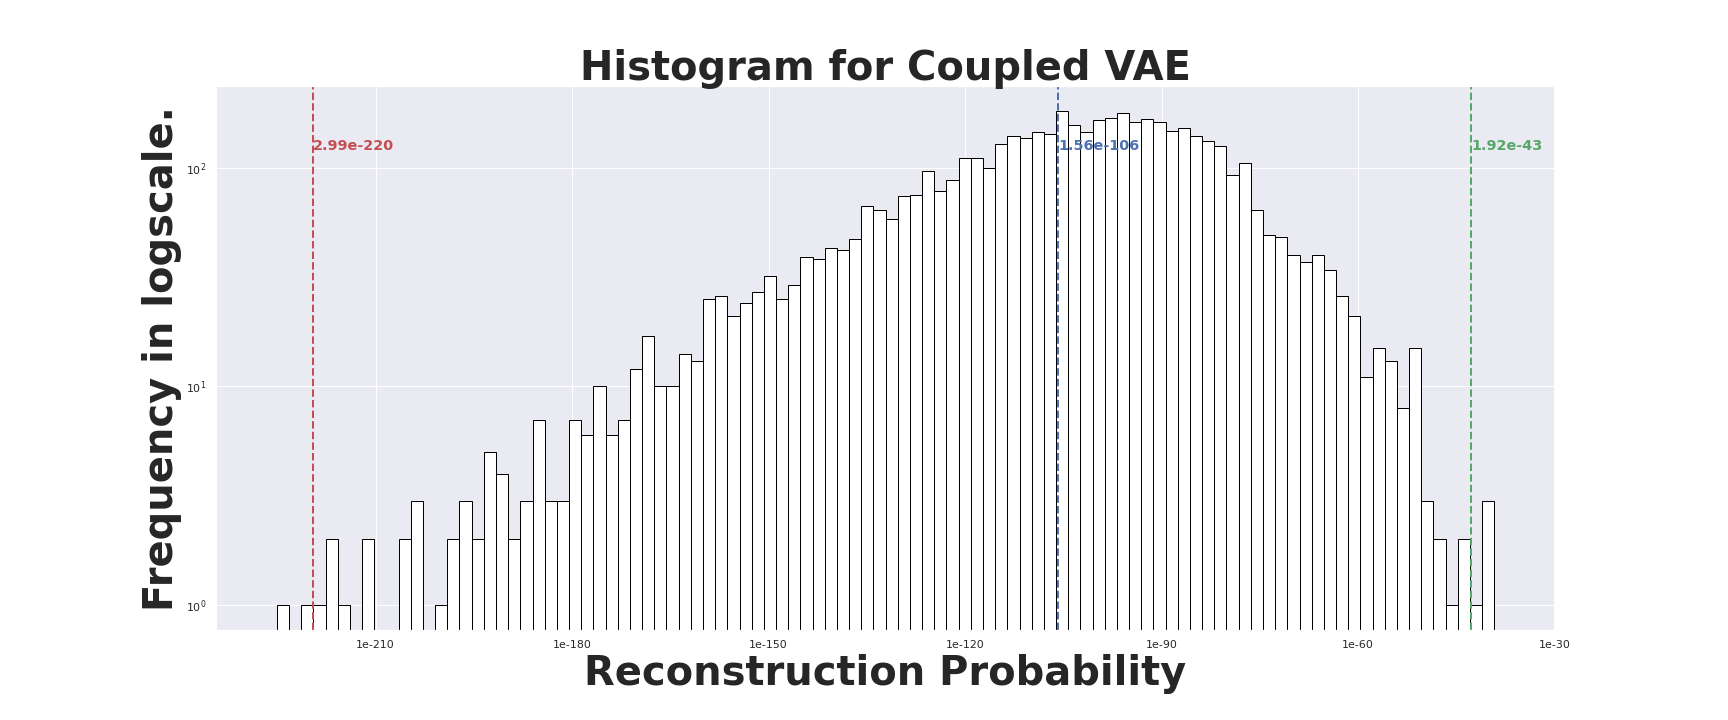 Histogram for Coupled VAE
Frequency in logscale.
10²
10¹
10⁰
2.99e-220
1.56e-106
1.92e-43
1e-210
1e-180
1e-150
1e-120
1e-90
1e-60
1e-30
Reconstruction Probability